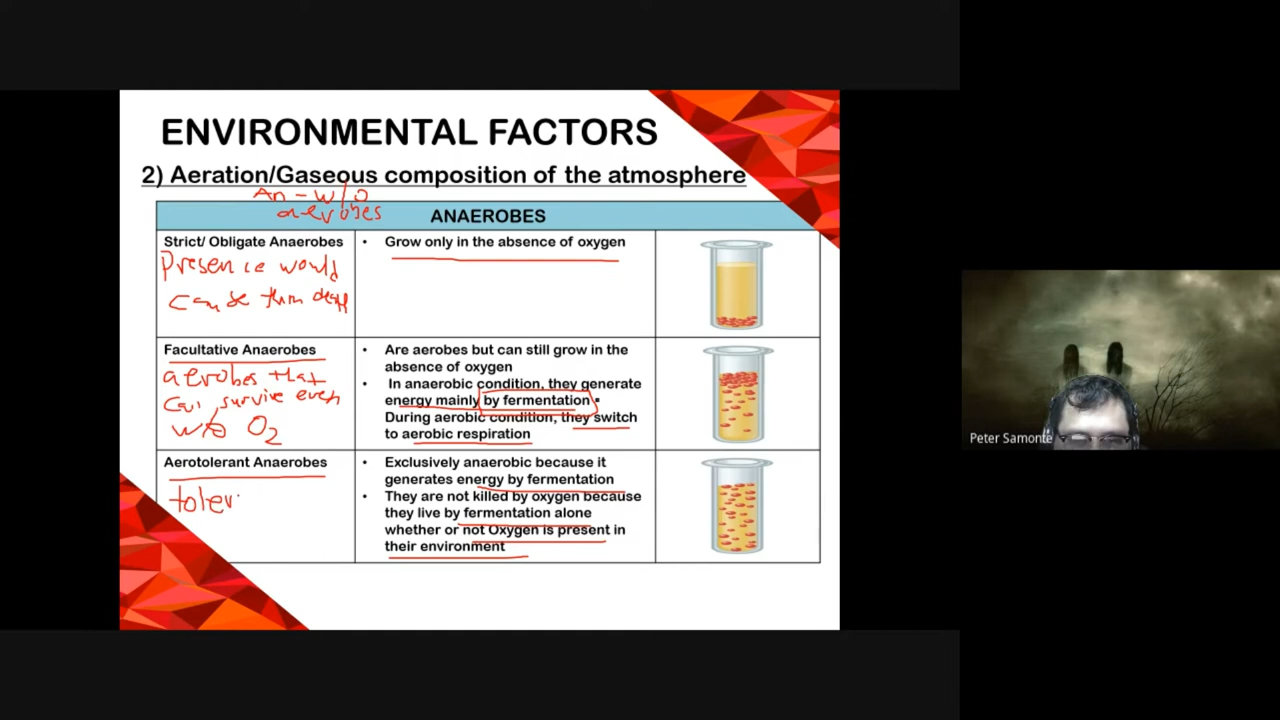 ENVIRONMENTAL FACTORS
2) Aeration/Gaseous composition of the atmosphere
An - w/o
aerobes
ANAEROBES
Strict/ Obligate Anaerobes
Presence would
cause them death
• Grow only in the absence of oxygen
Facultative Anaerobes
aerobes that
can survive even
w/o O2
• Are aerobes but can still grow in the
absence of oxygen
• In anaerobic condition, they generate
energy mainly by fermentation.
During aerobic condition, they switch
to aerobic respiration
Aerotolerant Anaerobes
toler
• Exclusively anaerobic because it
generates energy by fermentation
• They are not killed by oxygen because
they live by fermentation alone
whether or not Oxygen is present in
their environment
Peter Samonte